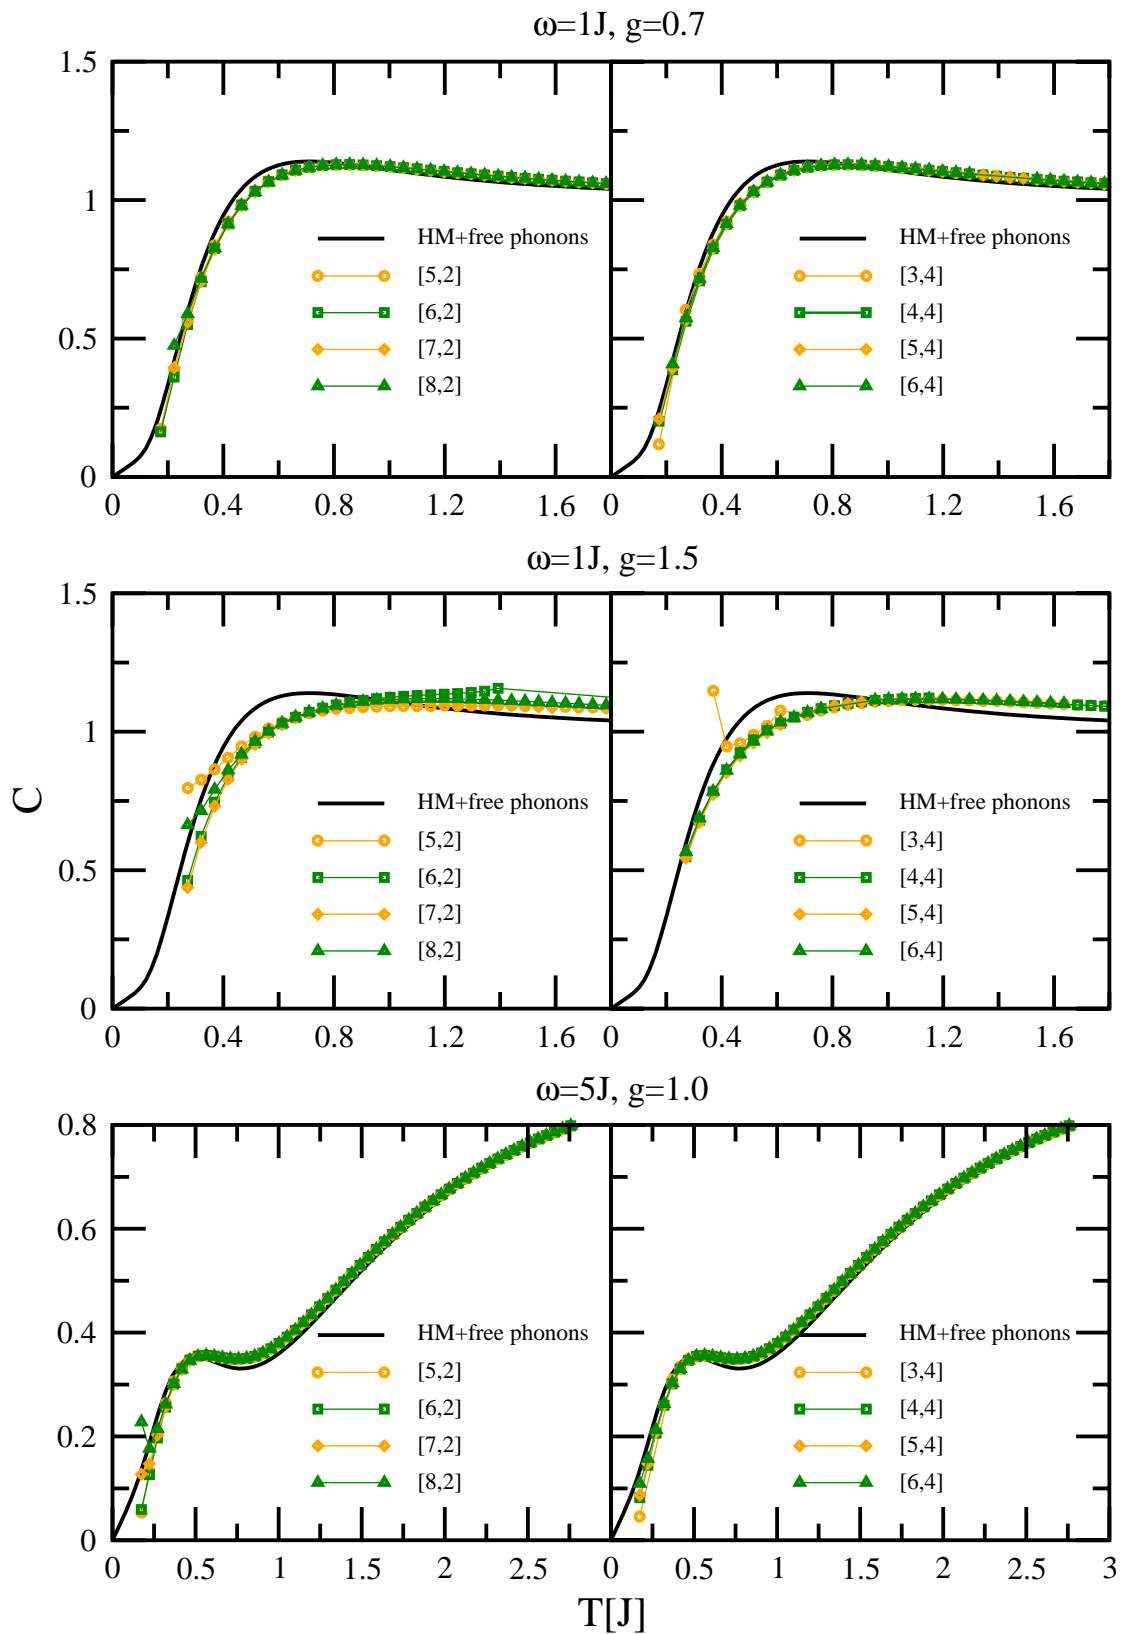 ω=1J, g=0.7
1.5
1
0.5
0
HM+free phonons
[5,2]
[6,2]
[7,2]
[8,2]
HM+free phonons
[3,4]
[4,4]
[5,4]
[6,4]
0 0.4 0.8 1.2 1.6 0 0.4 0.8 1.2 1.6
ω=1J, g=1.5
1.5
1
0.5
0
C
HM+free phonons
[5,2]
[6,2]
[7,2]
[8,2]
HM+free phonons
[3,4]
[4,4]
[5,4]
[6,4]
0 0.4 0.8 1.2 1.6 0 0.4 0.8 1.2 1.6
ω=5J, g=1.0
0.8
0.6
0.4
0.2
0
HM+free phonons
[5,2]
[6,2]
[7,2]
[8,2]
HM+free phonons
[3,4]
[4,4]
[5,4]
[6,4]
0 0.5 1 1.5 2 2.5 0 0.5 1 1.5 2 2.5 3
T[J]